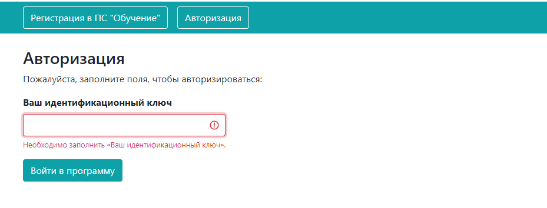 Регистрация в ПС "Обучение" Авторизация
Авторизация
Пожалуйста, заполните поля, чтобы авторизироваться:
Ваш идентификационный ключ
Необходимо заполнить «Ваш идентификационный ключ».
Войти в программу